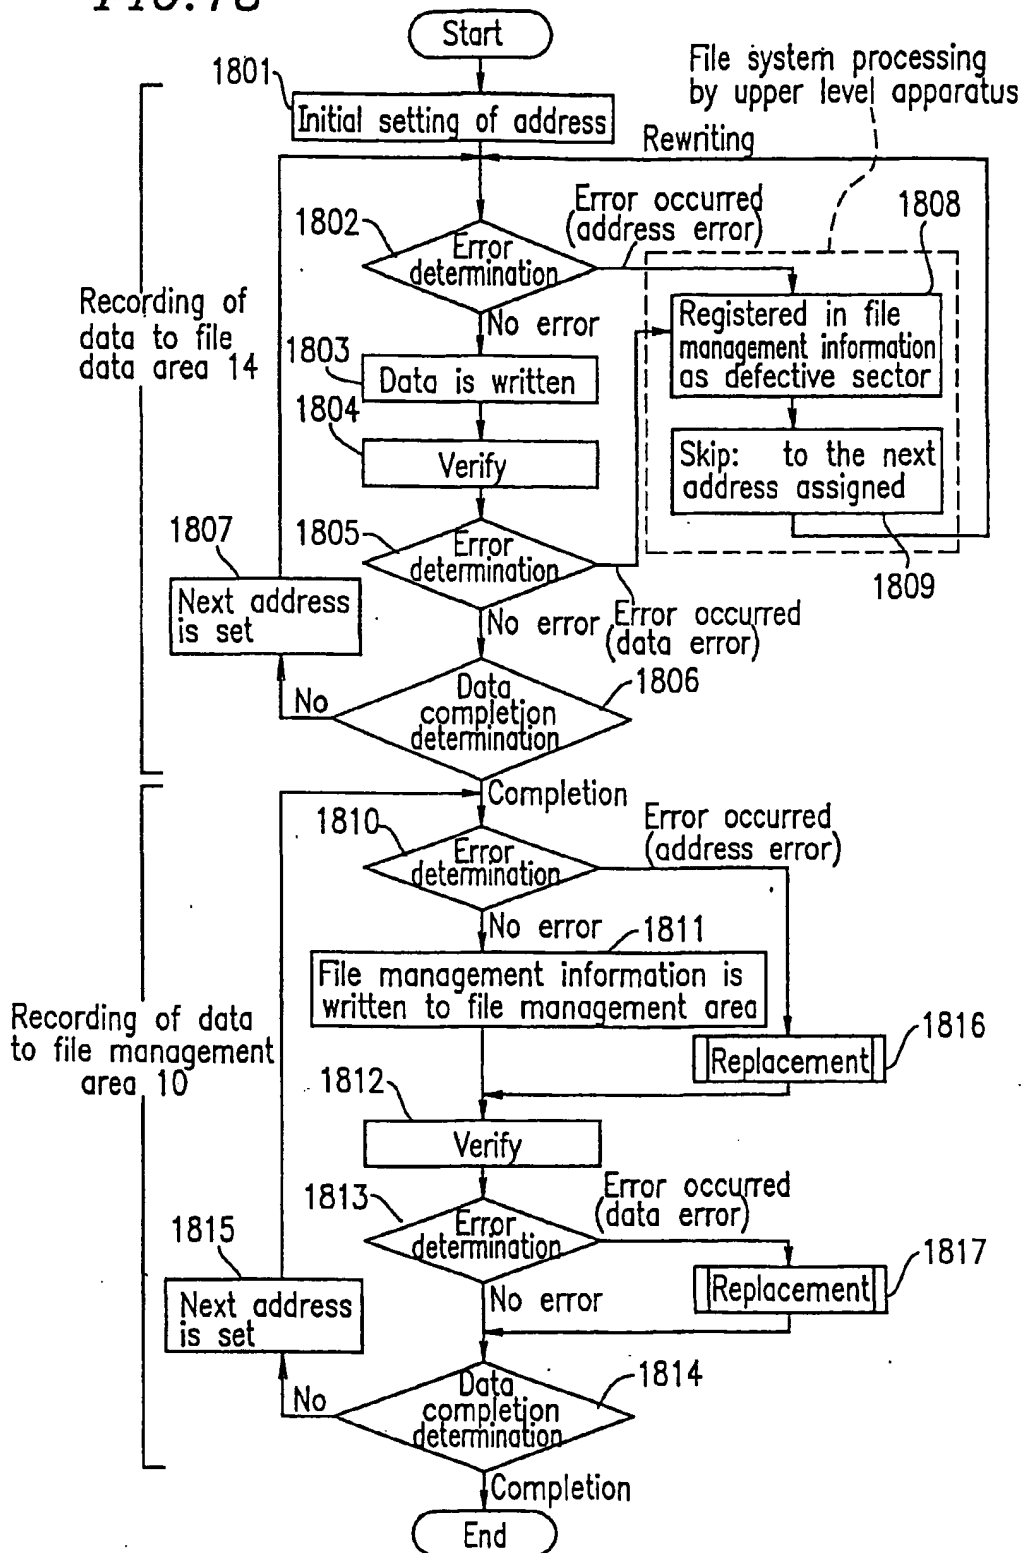 FIG. 18
Start
1801
Initial setting of address
File system processing
by upper level apparatus
Rewriting
1802
Error
determination
Error occurred
(address error)
1808
Registered in file
management information
as defective sector
No error
1803
Data is written
1804
Verify
Skip: to the next
address assigned
1809
1805
Error
determination
Error occurred
(data error)
No error
1807
Next address
is set
Recording of
data to file
data area 14
1806
Data
completion
determination
No
Completion
1810
Error
determination
Error occurred
(address error)
No error
1811
File management information is
written to file management area
1816
Replacement
Recording of data
to file management
area 10
1812
Verify
1813
Error
determination
Error occurred
(data error)
1817
Replacement
No error
1815
Next address
is set
1814
Data
completion
determination
No
Completion
End